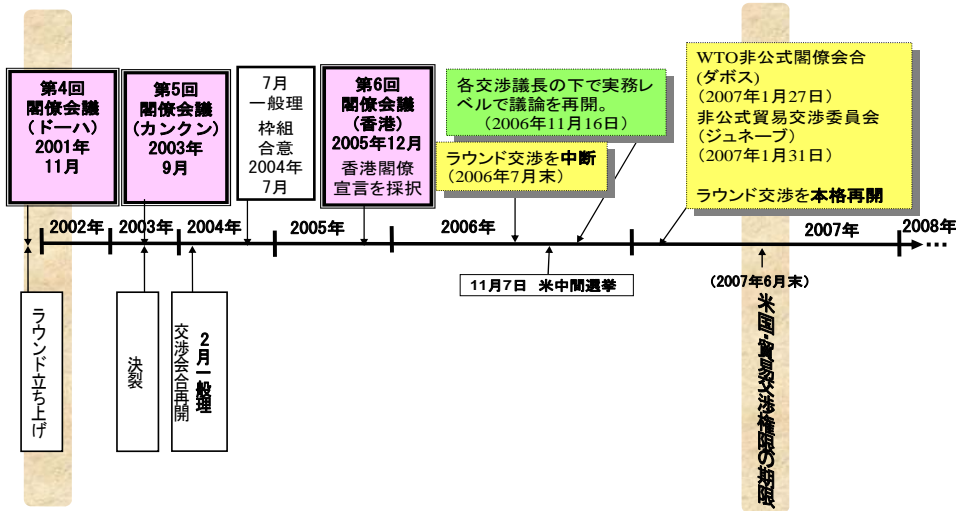 第4回
閣僚会議
（ドーハ）
2001年
11月
第5回
閣僚会議
（カンクン）
2003年
9月
7月
一般理
枠組
合意
2004年
7月
第6回
閣僚会議
（香港）
2005年12月
香港閣僚
宣言を採択
各交渉議長の下で実務レ
ベルで議論を再開。
（2006年11月16日）
ラウンド交渉を中断
（2006年7月末）
WTO非公式閣僚会合
(ダボス)
(2007年1月27日)
非公式貿易交渉委員会
(ジュネーブ)
(2007年1月31日)
ラウンド交渉を本格再開
2002年
2003年
2004年
2005年
2006年
2007年
2008年
ラウンド立ち上げ
決裂
２月一般理
交渉会合再開
11月7日 米中間選挙
(2007年6月末)
米国・貿易交渉権限の期限